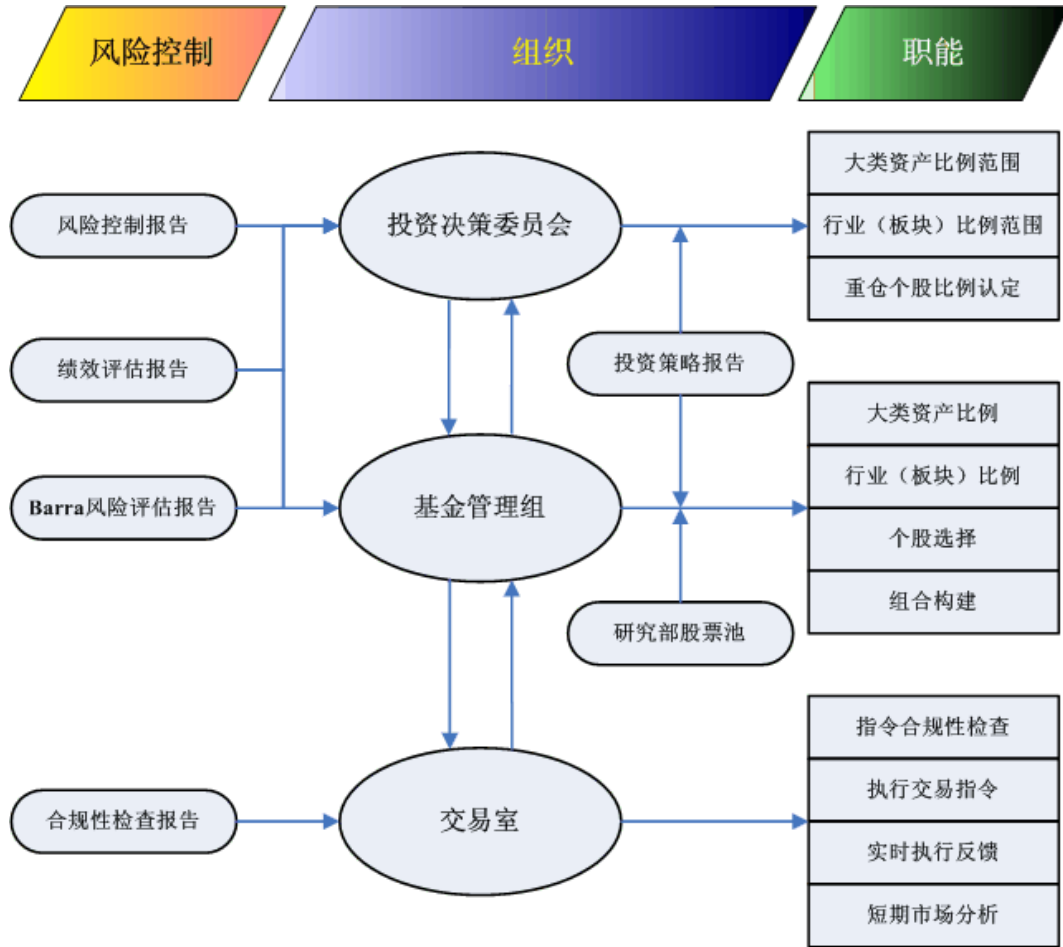 风险控制
组织
职能
大类资产比例范围
风险控制报告
投资决策委员会
行业（板块）比例范围
重仓个股比例认定
绩效评估报告
投资策略报告
大类资产比例
行业（板块）比例
Barra风险评估报告
基金管理组
个股选择
组合构建
研究部股票池
指令合规性检查
执行交易指令
合规性检查报告
交易室
实时执行反馈
短期市场分析